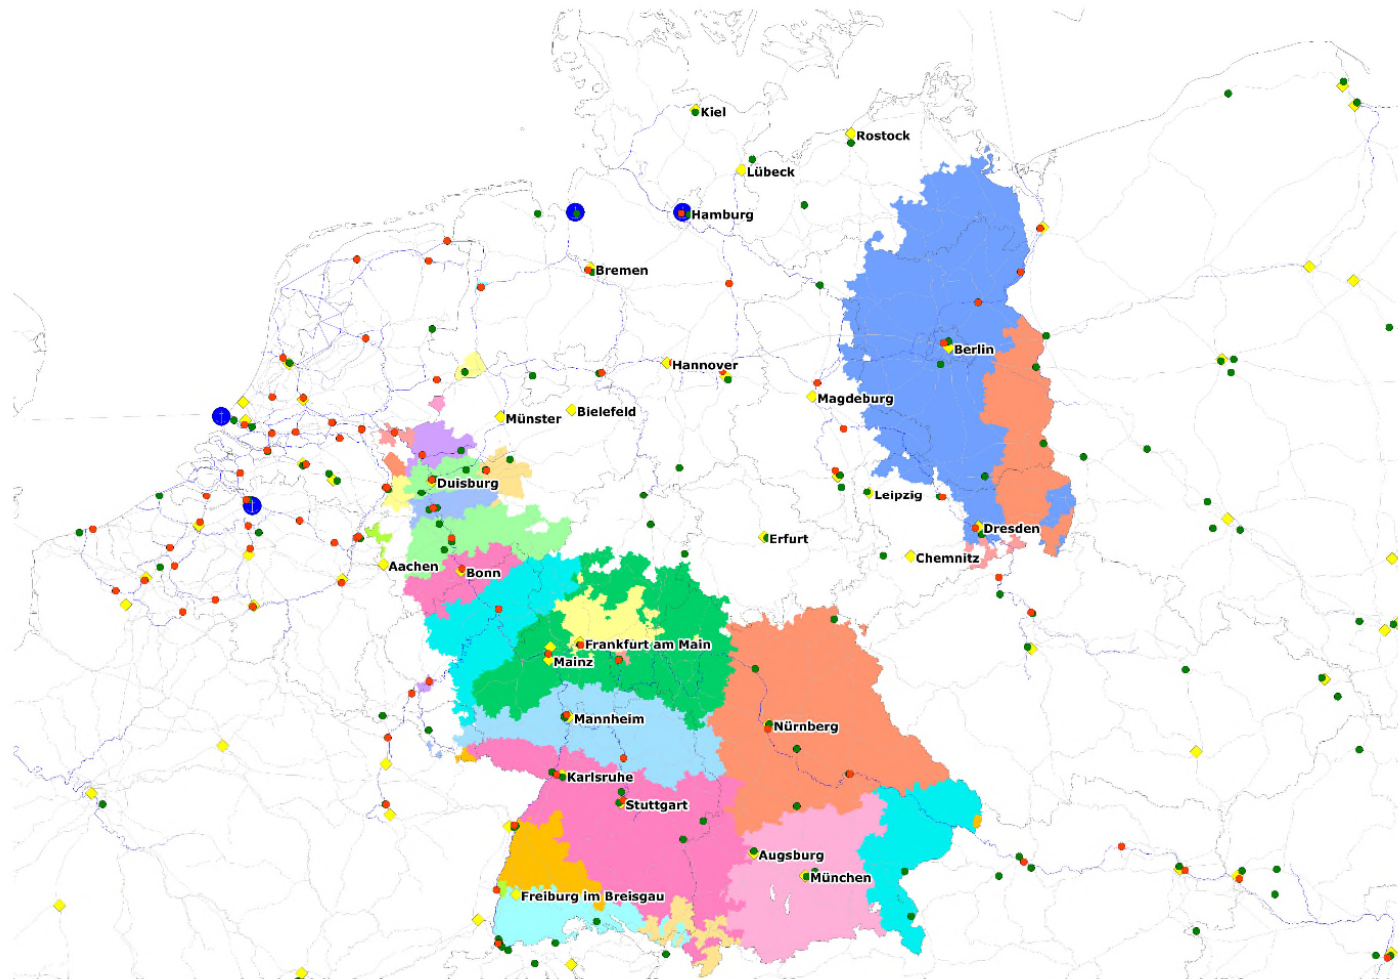 Kiel
Rostock
Lübeck
Hamburg
Bremen
Hannover
Berlin
Magdeburg
Bielefeld
Münster
Duisburg
Leipzig
Dresden
Erfurt
Chemnitz
Aachen
Bonn
Frankfurt am Main
Mainz
Mannheim
Nürnberg
Karlsruhe
Stuttgart
Augsburg
München
Freiburg im Breisgau